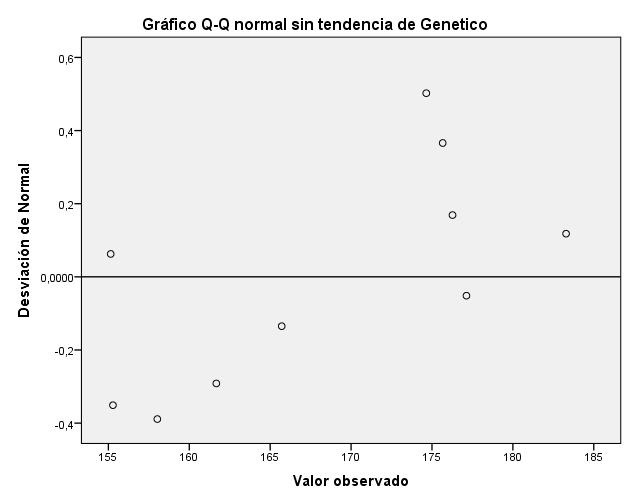 Gráfico Q-Q normal sin tendencia de Genetico
Desviación de Normal
0,6
0,4
0,2
0,0000
-0,2
-0,4
155 160 165 170 175 180 185
Valor observado